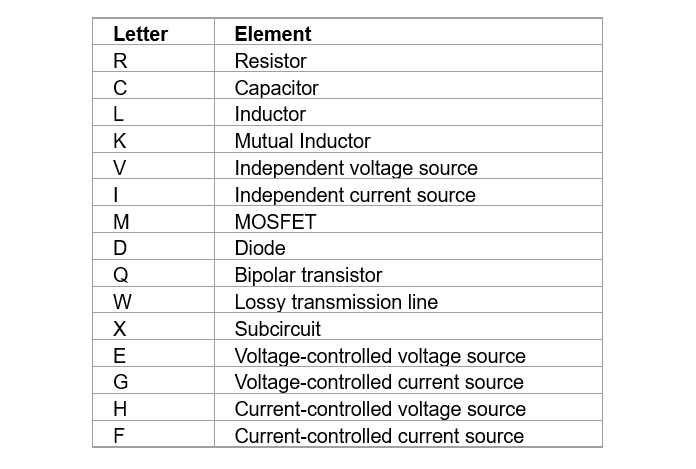 Letter Element
R Resistor
C Capacitor
L Inductor
K Mutual Inductor
V Independent voltage source
I Independent current source
M MOSFET
D Diode
Q Bipolar transistor
W Lossy transmission line
X Subcircuit
E Voltage-controlled voltage source
G Voltage-controlled current source
H Current-controlled voltage source
F Current-controlled current source